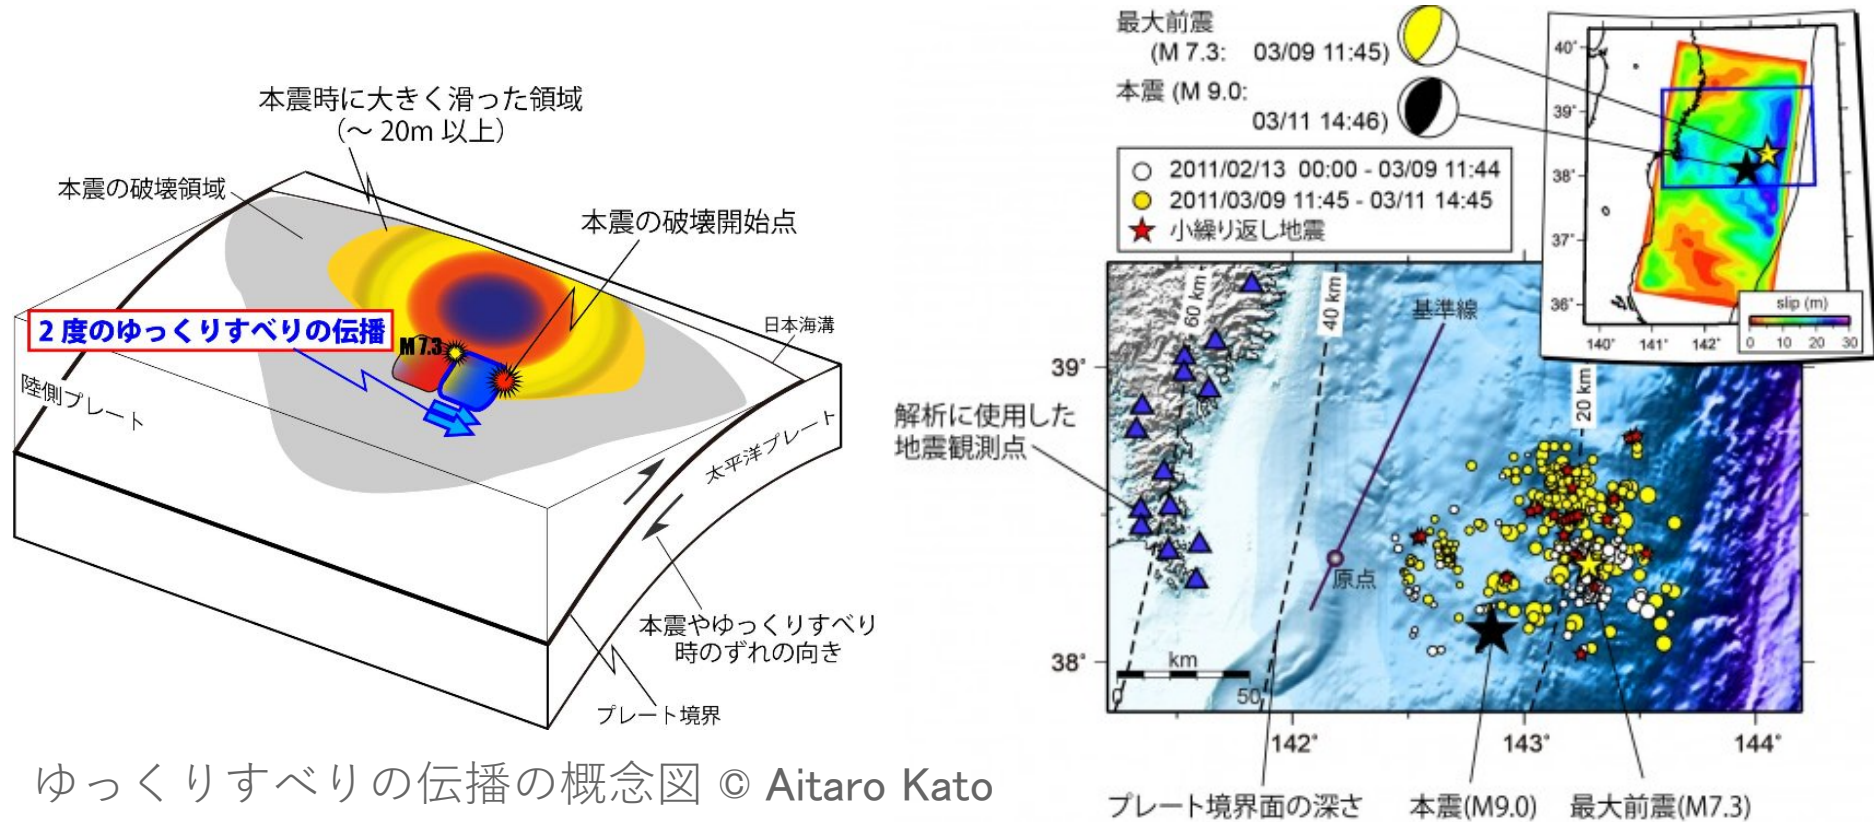 本震時に大きく滑った領域
(～ 20m 以上)
本震の破壊領域
本震の破壊開始点
2 度のゆっくりすべりの伝播
M 7.3
日本海溝
陸側プレート
太平洋プレート
本震やゆっくりすべり
時のずれの向き
プレート境界
ゆっくりすべりの伝播の概念図 © Aitaro Kato
最大前震
(M 7.3: 03/09 11:45)
本震 (M 9.0:
03/11 14:46)
2011/02/13 00:00 - 03/09 11:44
2011/03/09 11:45 - 03/11 14:45
小繰り返し地震
40°
39°
38°
37°
36°
140° 141° 142°
slip (m)
0 10 20 30
60 km
40 km
20 km
基準線
原点
解析に使用した
地震観測点
39°
38°
km
0 50
142° 143° 144°
プレート境界面の深さ
本震(M9.0)
最大前震(M7.3)